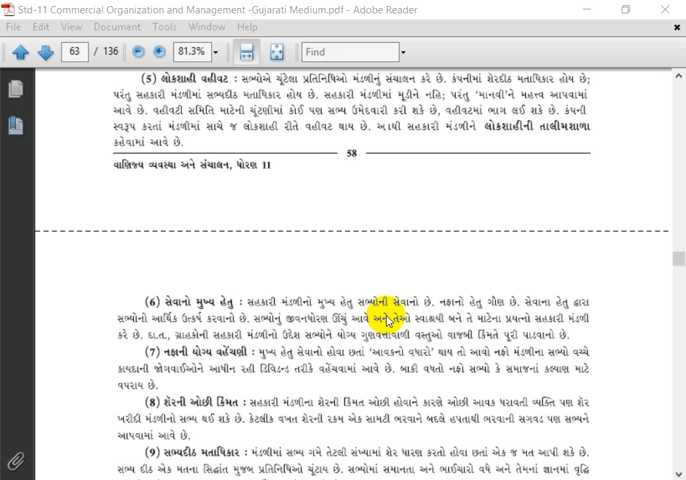 Std-11 Commercial Organization and Management -Gujarati Medium.pdf - Adobe Reader
File Edit View Document Tools Window Help
63 / 136 81.3% Find
(5) લોકશાહી વહીવટ : સભ્યોએ ચૂંટેલા પ્રતિનિધિઓ મંડળીનું સંચાલન કરે છે. કંપનીમાં શેરદીઠ મતાધિકાર હોય છે;
પરંતુ સહકારી મંડળીમાં સભ્યદીઠ મતાધિકાર હોય છે. સહકારી મંડળીમાં મૂડીને નહિ; પરંતુ 'માનવી'ને મહત્ત્વ આપવામાં
આવે છે. વહીવટી સમિતિ માટેની ચૂંટણીમાં કોઈ પણ સભ્ય ઉમેદવારી કરી શકે છે, વહીવટમાં ભાગ લઈ શકે છે. કંપની
સ્વરૂપ કરતાં મંડળીમાં સાચે જ લોકશાહી રીતે વહીવટ થાય છે. આથી સહકારી મંડળીને લોકશાહીની તાલીમશાળા
કહેવામાં આવે છે.
58
વાણિજ્ય વ્યવસ્થા અને સંચાલન, ધોરણ 11
(6) સેવાનો મુખ્ય હેતુ : સહકારી મંડળીનો મુખ્ય હેતુ સભ્યોની સેવાનો છે. નફાનો હેતુ ગૌણ છે. સેવાના હેતુ દ્વારા
સભ્યોનો આર્થિક ઉત્કર્ષ કરવાનો છે. સભ્યોનું જીવનધોરણ ઊંચું આવે અને તેઓ સ્વાશ્રયી બને તે માટેના પ્રયત્નો સહકારી મંડળી
કરે છે. દા.ત., ગ્રાહકોની સહકારી મંડળીનો ઉદેશ સભ્યોને યોગ્ય ગુણવત્તાવાળી વસ્તુઓ વાજબી કિંમતે પૂરી પાડવાનો છે.
(7) નફાની યોગ્ય વહેંચણી : મુખ્ય હેતુ સેવાનો હોવા છતાં 'આવકનો વધારો' થાય તો આવો નફો મંડળીના સભ્યો વચ્ચે
કાયદાની જોગવાઈઓને આધીન રહી ડિવિડન્ડ તરીકે વહેંચવામાં આવે છે. બાકી વધતો નફો સભ્યો કે સમાજનાં કલ્યાણ માટે
વપરાય છે.
(8) શેરની ઓછી કિંમત : સહકારી મંડળીના શેરની કિંમત ઓછી હોવાને કારણે ઓછી આવક ધરાવતી વ્યક્તિ પણ શેર
ખરીદી મંડળીનો સભ્ય થઈ શકે છે. કેટલીક વખત શેરની રકમ એક સામટી ભરવાને બદલે હપતાથી ભરવાની સગવડ પણ સભ્યને
આપવામાં આવે છે.
(9) સભ્યદીઠ મતાધિકાર : મંડળીમાં સભ્ય ગમે તેટલી સંખ્યામાં શેર ધારણ કરતો હોવા છતાં એક જ મત આપી શકે છે.
સભ્ય દીઠ એક મતના સિદ્ધાંત મુજબ પ્રતિનિધિઓ ચૂંટાય છે. સભ્યોમાં સમાનતા અને ભાઈચારો વધે અને તેમનાં જ્ઞાનમાં વૃદ્ધિ